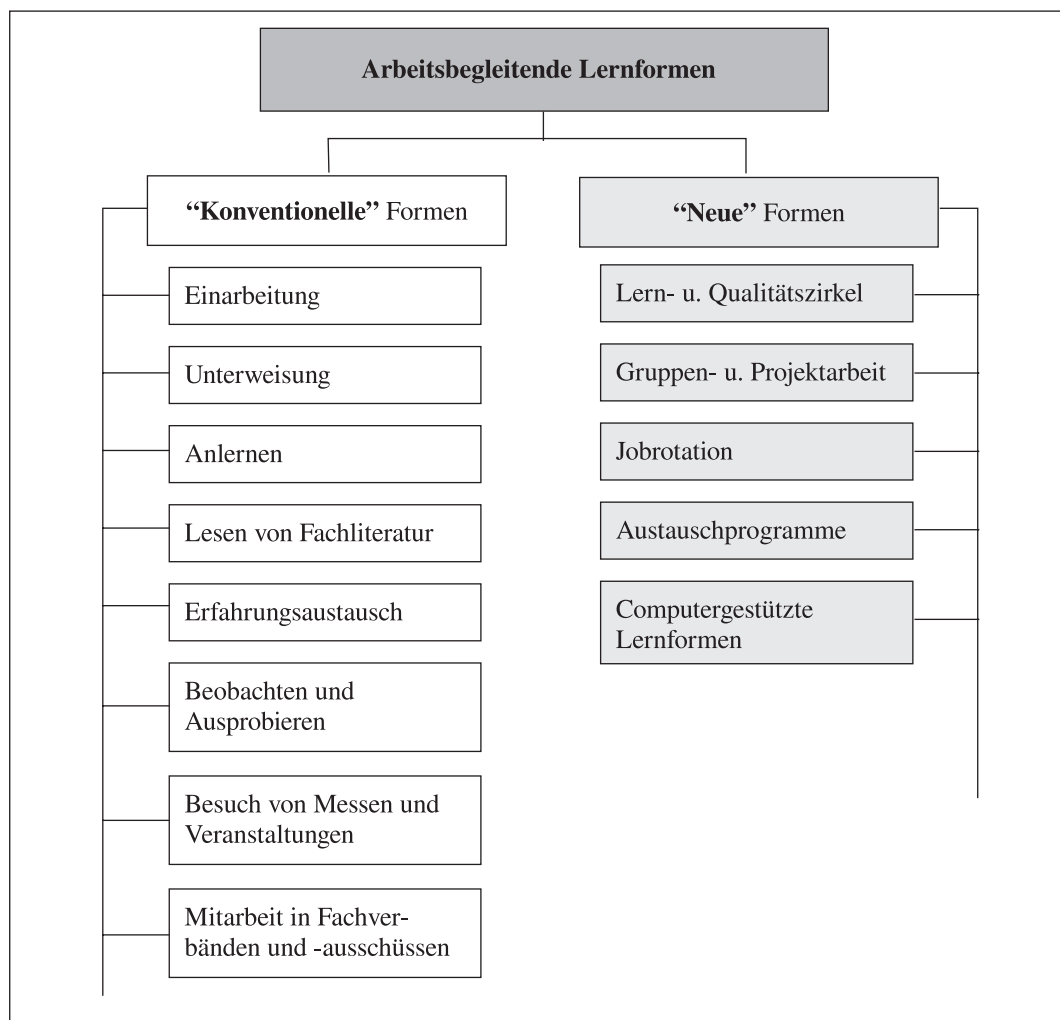 Arbeitsbegleitende Lernformen
“Konventionelle” Formen
Einarbeitung
Unterweisung
Anlernen
Lesen von Fachliteratur
Erfahrungsaustausch
Beobachten und
Ausprobieren
Besuch von Messen und
Veranstaltungen
Mitarbeit in Fachver-
bänden und -ausschüssen
“Neue” Formen
Lern- u. Qualitätszirkel
Gruppen- u. Projektarbeit
Jobrotation
Austauschprogramme
Computergestützte
Lernformen